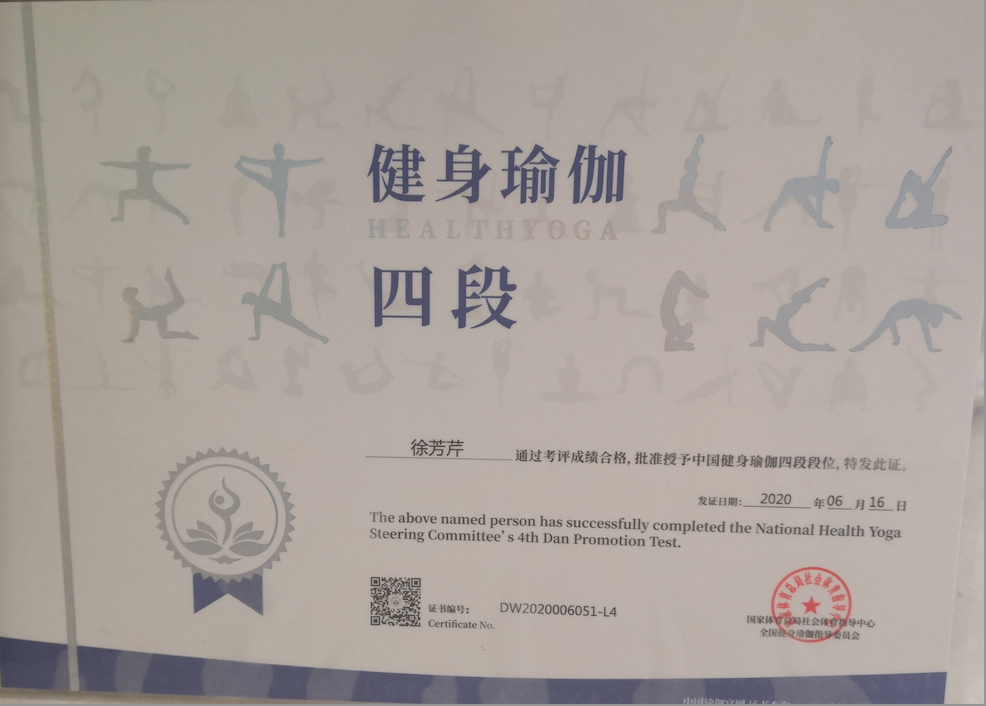 健身瑜伽
HEALTHYOGA
四段
徐芳芹 通过考评成绩合格, 批准授予中国健身瑜伽四段段位, 特发此证。
发证日期: 2020 年 06 月 16 日
The above named person has successfully completed the National Health Yoga
Steering Committee's 4th Dan Promotion Test.
证书编号: DW2020006051-L4
Certificate No.
国家体育总局社会体育指导中心
全国健身瑜伽指导委员会